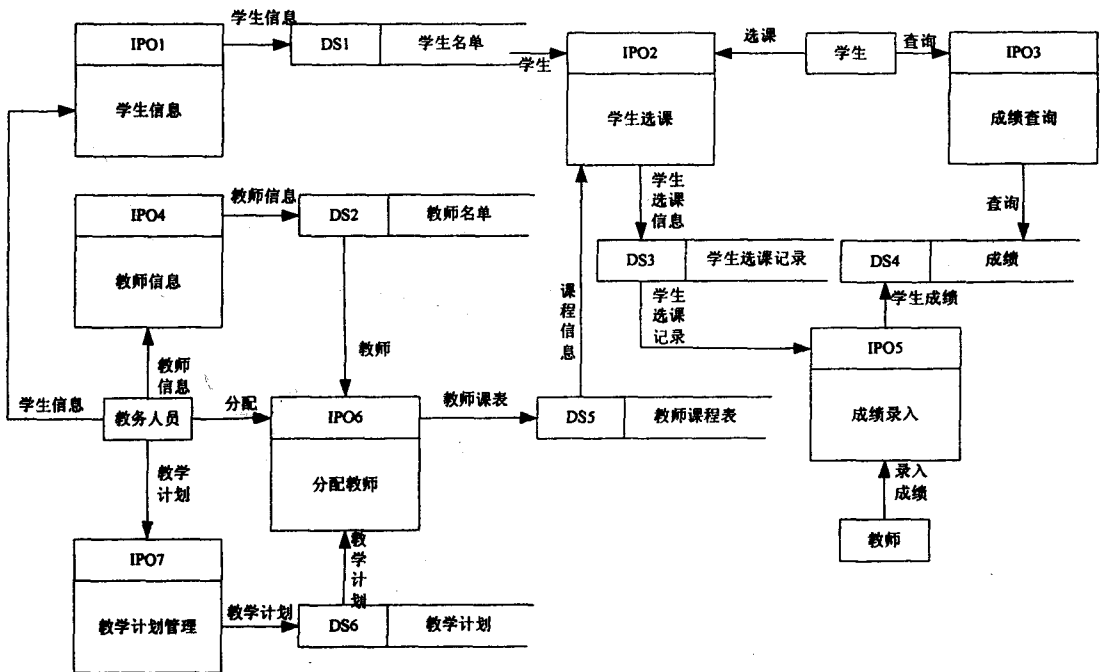 学生信息
IPO1
DS1
学生名单
学生
IPO2
选课
学生
查询
IPO3
学生信息
学生选课
成绩查询
教师信息
IPO4
DS2
教师名单
学生
选课
信息
查询
教师信息
DS3
学生选课记录
DS4
成绩
课
程
信
息
学生
选课
记录
学生成绩
IPO5
教师
教师
信息
学生信息
教务人员
分配
IPO6
教师课表
DS5
教师课程表
成绩录入
分配教师
教学
计划
录入
成绩
教师
IPO7
教
学
计
划
教学计划管理
教学计划
DS6
教学计划